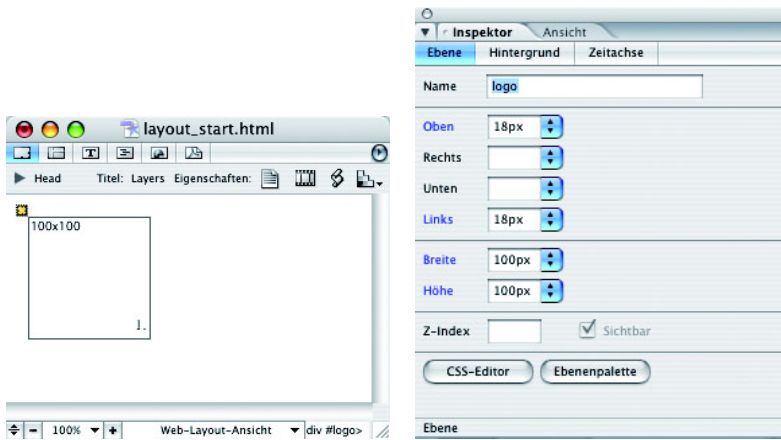 layout_start.html
Head Titel: Layers Eigenschaften:
100x100
1.
100% Web-Layout-Ansicht div #logo>
Inspektor Ansicht
Ebene Hintergrund Zeitachse
Name logo
Oben 18px
Rechts
Unten
Links 18px
Breite 100px
Höhe 100px
Z-Index Sichtbar
CSS-Editor Ebenenpalette
Ebene